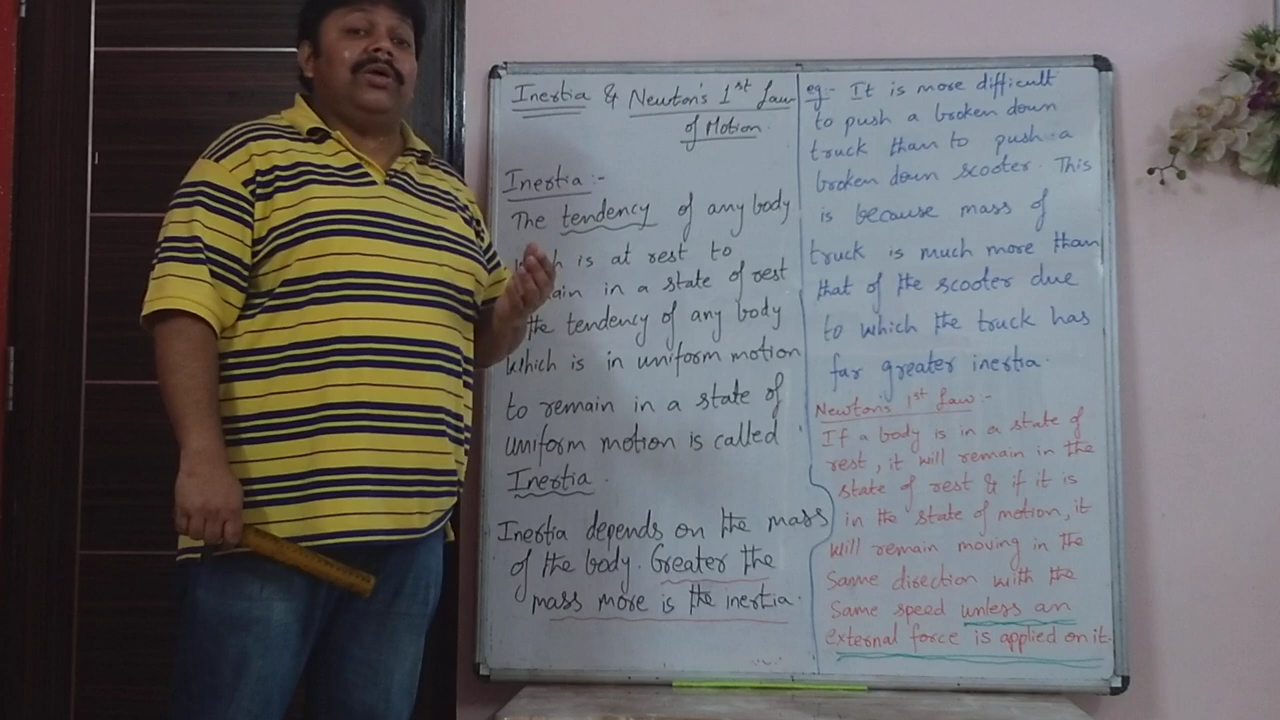 Inertia & Newton's 1st Law
of Motion.
Inertia :-
The tendency of any body
is at rest to
in a state of rest
the tendency of any body
which is in uniform motion
to remain in a state of
uniform motion is called
Inertia.
Inertia depends on the mass
of the body. Greater the
mass more is the inertia.
eg:- It is more difficult
to push a broken down
truck than to push a
broken down scooter. This
is because mass of
truck is much more than
that of the scooter due
to which the truck has
far greater inertia.
Newton's 1st Law:-
If a body is in a state of
rest, it will remain in the
state of rest & if it is
in the state of motion, it
will remain moving in the
same direction with the
same speed unless an
external force is applied on it.